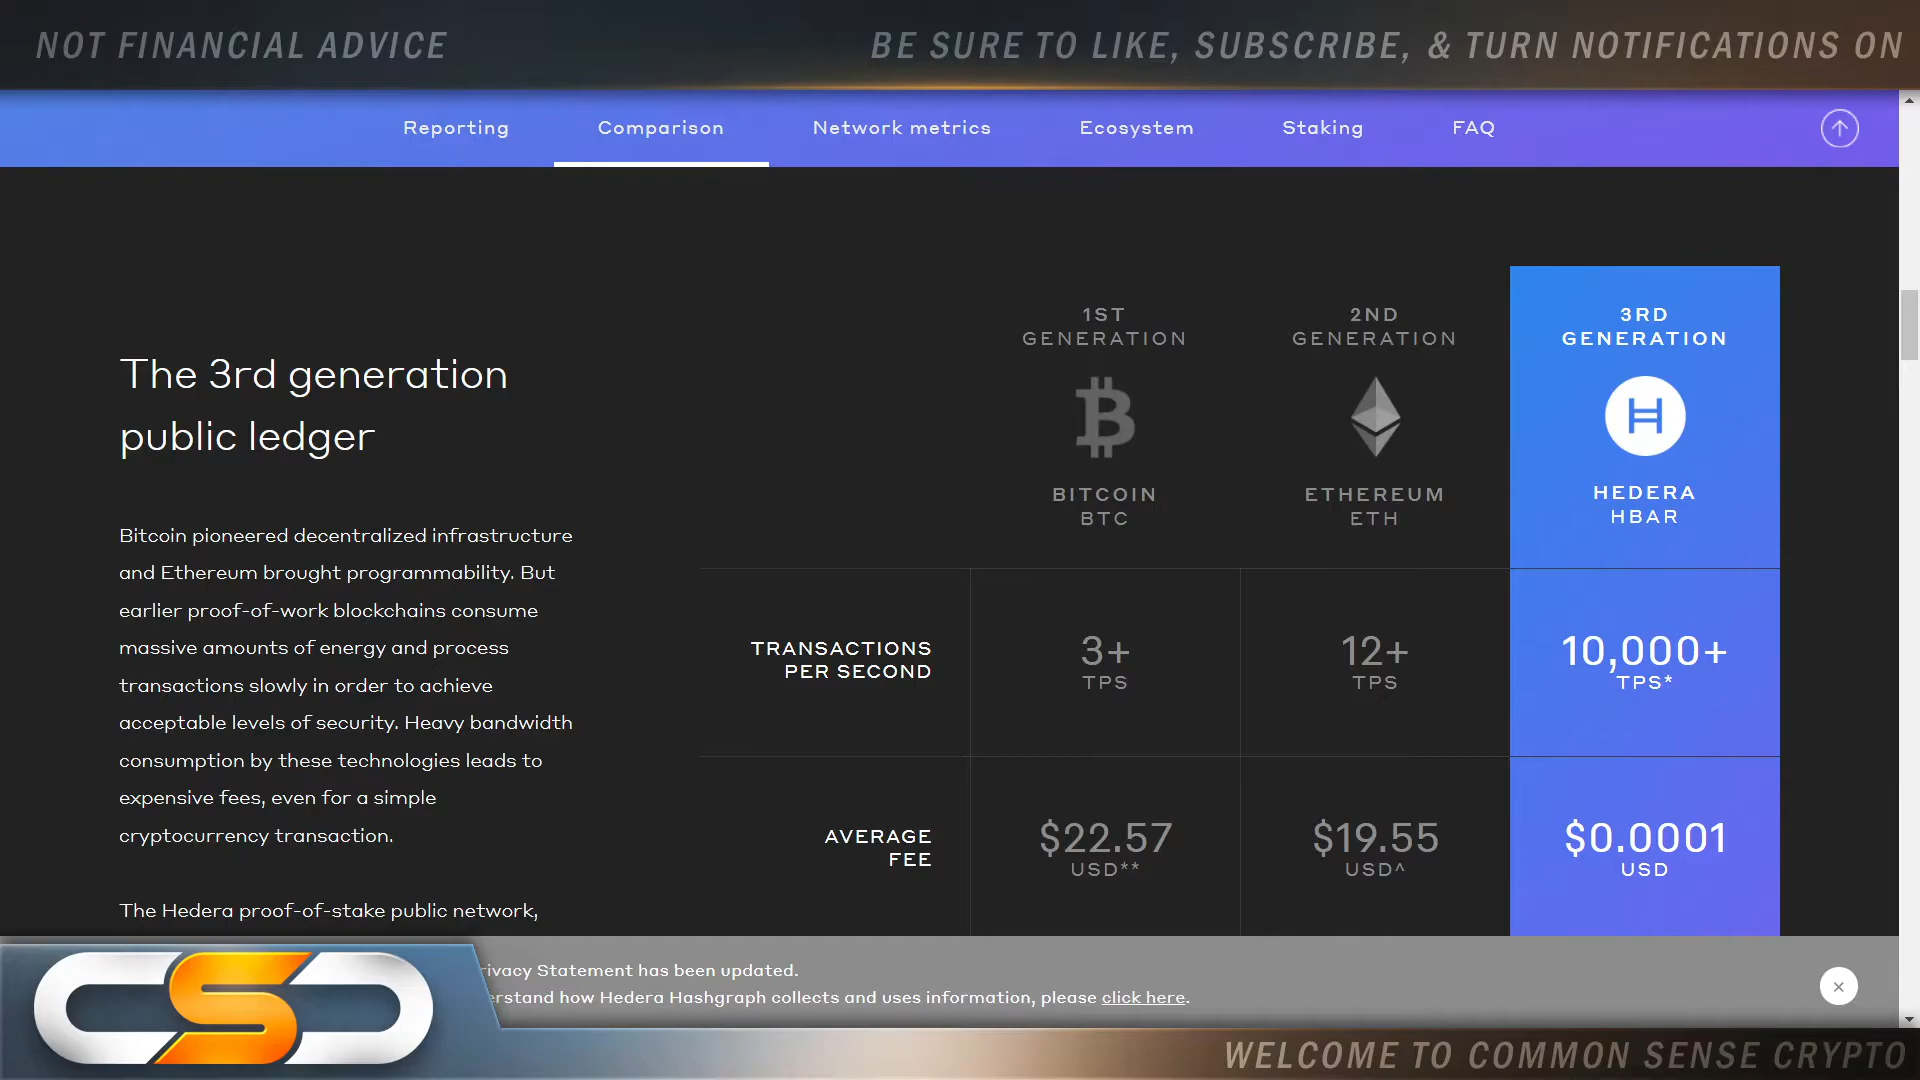 NOT FINANCIAL ADVICE
BE SURE TO LIKE, SUBSCRIBE, & TURN NOTIFICATIONS ON
Reporting
Comparison
Network metrics
Ecosystem
Staking
FAQ
The 3rd generation
public ledger
Bitcoin pioneered decentralized infrastructure
and Ethereum brought programmability. But
earlier proof-of-work blockchains consume
massive amounts of energy and process
transactions slowly in order to achieve
acceptable levels of security. Heavy bandwidth
consumption by these technologies leads to
expensive fees, even for a simple
cryptocurrency transaction.
The Hedera proof-of-stake public network,
1ST
GENERATION
BITCOIN
BTC
2ND
GENERATION
ETHEREUM
ETH
3RD
GENERATION
HEDERA
HBAR
TRANSACTIONS
PER SECOND
3+
TPS
12+
TPS
10,000+
TPS*
AVERAGE
FEE
$22.57
USD**
$19.55
USD^
$0.0001
USD
rivacy Statement has been updated.
erstand how Hedera Hashgraph collects and uses information, please click here.
CSC
WELCOME TO COMMON SENSE CRYPTO